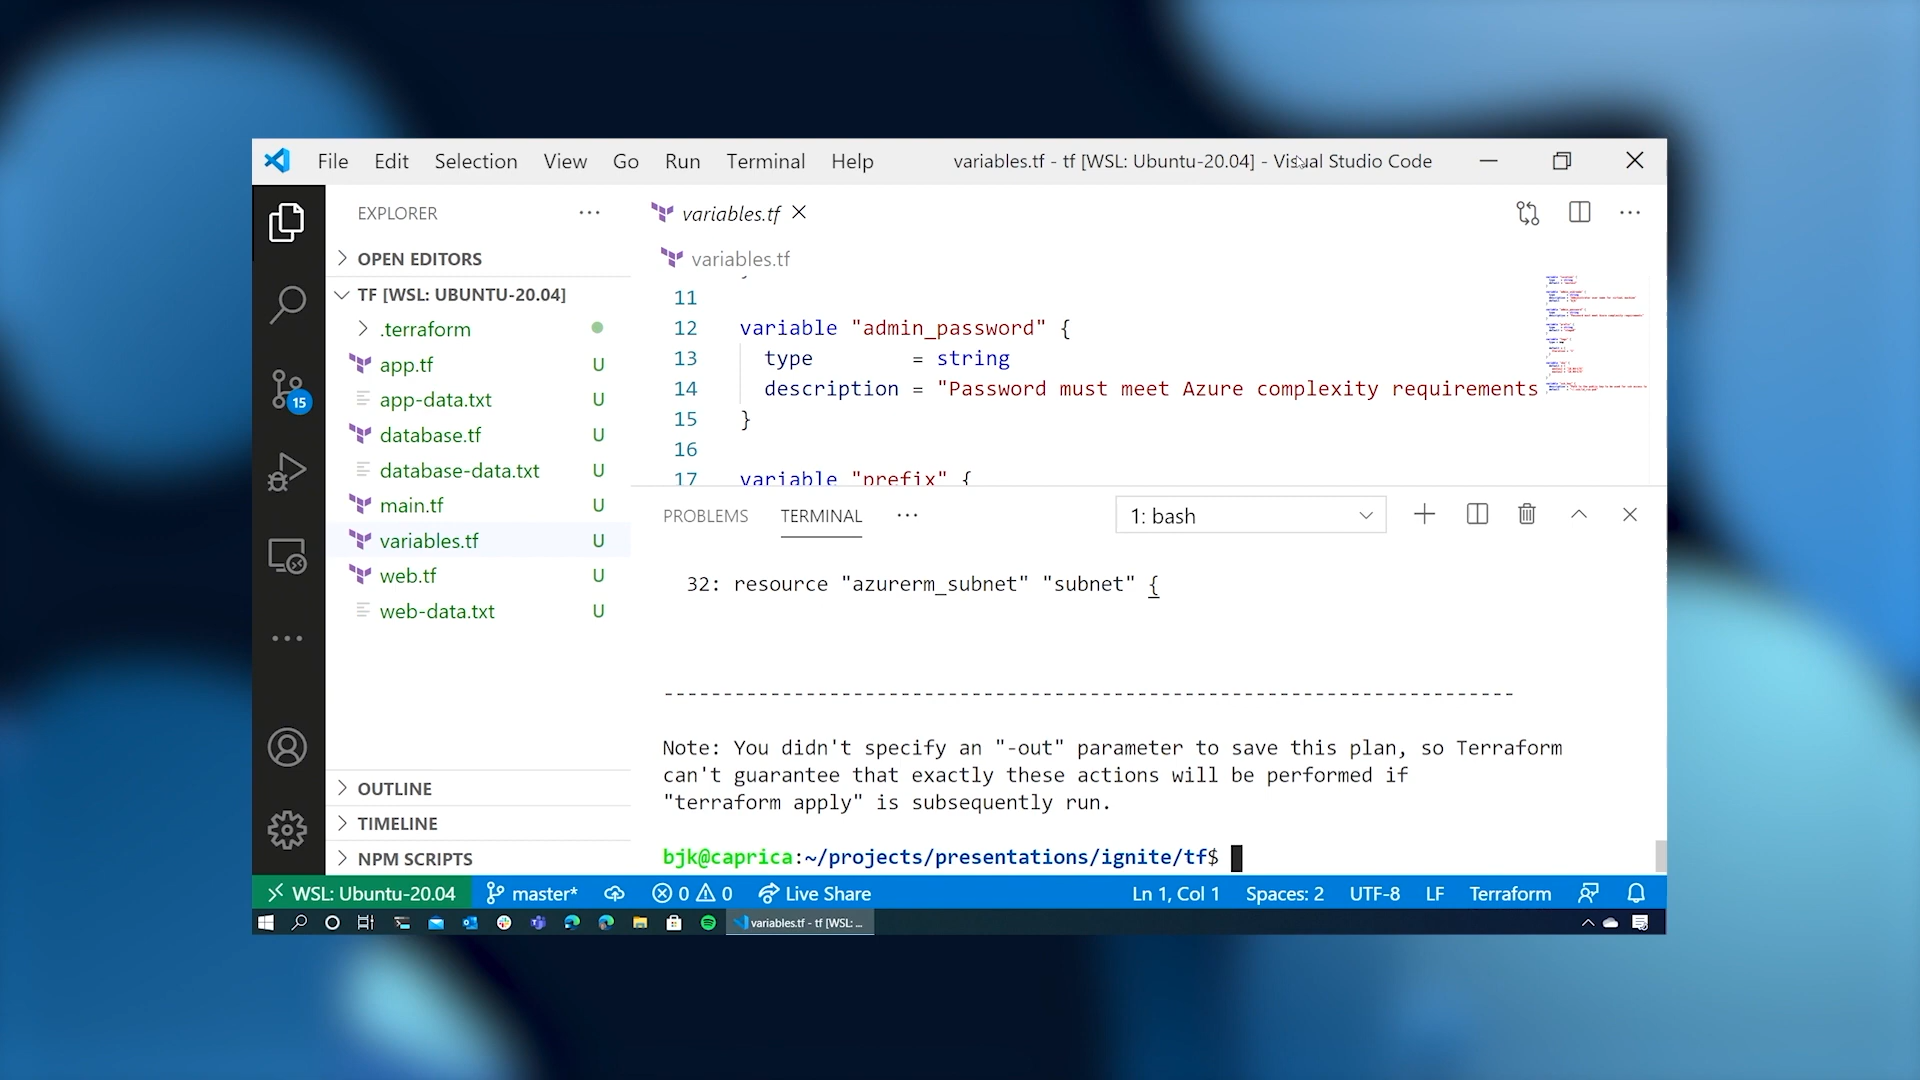 File Edit Selection View Go Run Terminal Help variables.tf - tf [WSL: Ubuntu-20.04] - Visual Studio Code
EXPLORER
OPEN EDITORS
TF [WSL: UBUNTU-20.04]
.terraform
app.tf U
app-data.txt U
database.tf U
database-data.txt U
main.tf U
variables.tf U
web.tf U
web-data.txt U
15
OUTLINE
TIMELINE
NPM SCRIPTS
variables.tf
variables.tf
11
12 variable "admin_password" {
13 type = string
14 description = "Password must meet Azure complexity requirements
15 }
16
17 variable "prefix" {
PROBLEMS TERMINAL 1: bash
32: resource "azurerm_subnet" "subnet" {
------------------------------------------------------------------------
Note: You didn't specify an "-out" parameter to save this plan, so Terraform
can't guarantee that exactly these actions will be performed if
"terraform apply" is subsequently run.
bjk@caprica:~/projects/presentations/ignite/tf$
WSL: Ubuntu-20.04 master* 0 0 Live Share Ln 1, Col 1 Spaces: 2 UTF-8 LF Terraform
variables.tf - tf [WSL: ...